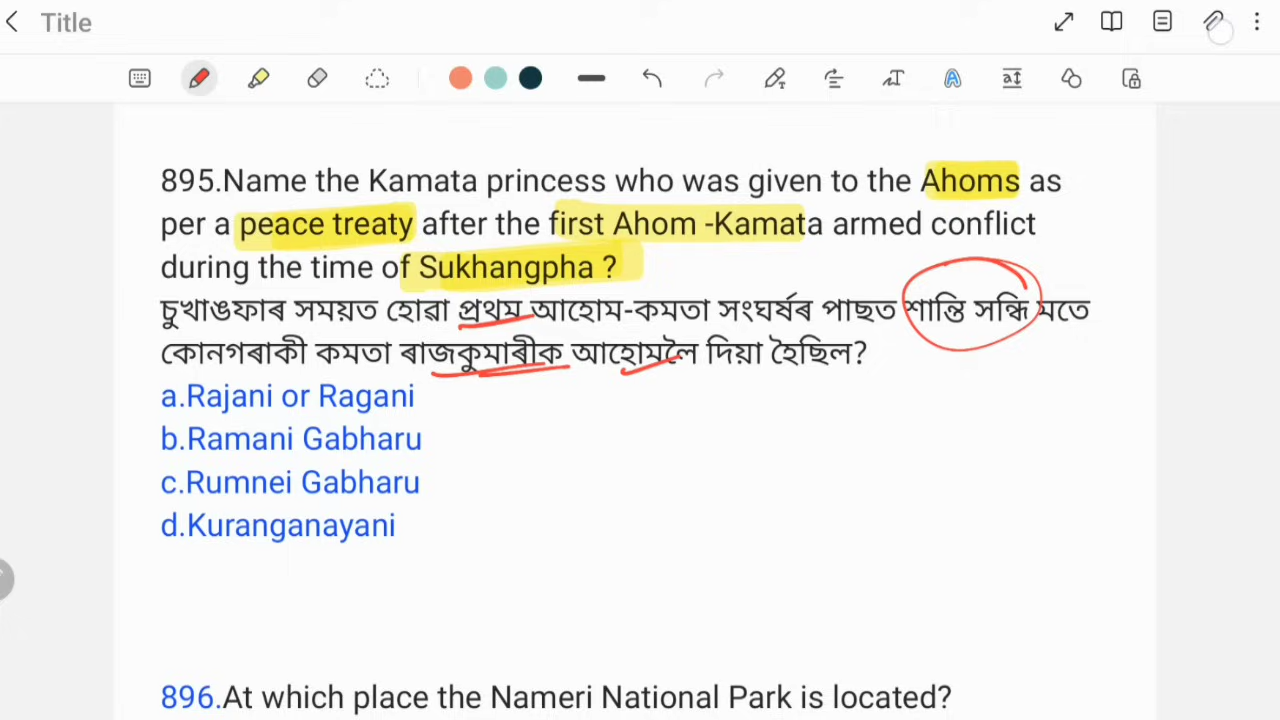 Title
895.Name the Kamata princess who was given to the Ahoms as
per a peace treaty after the first Ahom -Kamata armed conflict
during the time of Sukhangpha ?
চুখাঙফাৰ সময়ত হোৱা প্ৰথম আহোম-কমতা সংঘৰ্ষৰ পাছত শান্তি সন্ধি মতে
কোনগৰাকী কমতা ৰাজকুমাৰীক আহোমলৈ দিয়া হৈছিল?
a.Rajani or Ragani
b.Ramani Gabharu
c.Rumnei Gabharu
d.Kuranganayani
896.At which place the Nameri National Park is located?